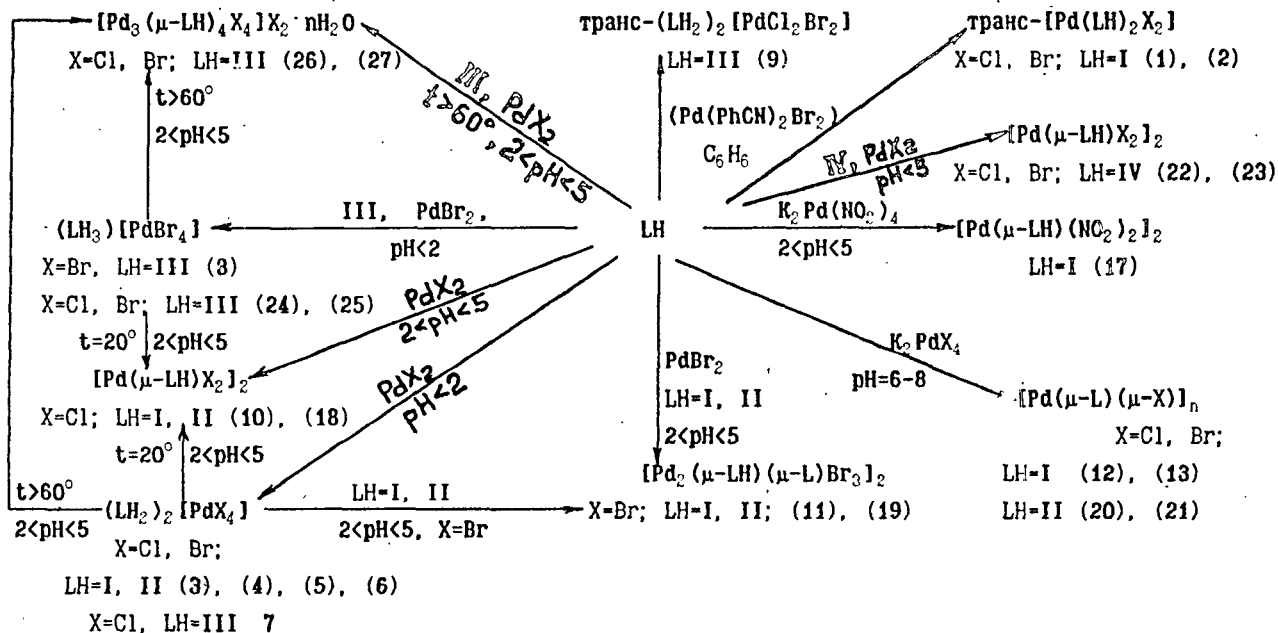 [Pd₃(μ-LH)₄X₄]X₂·nH₂O
X=Cl, Br; LH=III (26), (27)
транс-(LH₂)₂[PdCl₂Br₂]
LH=III (9)
транс-[Pd(LH)₂X₂]
X=Cl, Br; LH=I (1), (2)
t>60°
2<pH<5
III, PdX₂
t>60°, 2<pH<5
(Pd(PhCN)₂Br₂)
C₆H₆
IV, PdX₂
pH<5
[Pd(μ-LH)X₂]₂
X=Cl, Br; LH=IV (22), (23)
(LH₃)[PdBr₄]
X=Br, LH=III (8)
X=Cl, Br; LH=III (24), (25)
III, PdBr₂,
pH<2
LH
K₂Pd(NO₂)₄
2<pH<5
[Pd(μ-LH)(NO₂)₂]₂
LH=I (17)
t=20° 2<pH<5
PdX₂
2<pH<5
[Pd(μ-LH)X₂]₂
X=Cl; LH=I, II (10), (18)
t=20° 2<pH<5
PdX₂
pH<2
PdBr₂
LH=I, II
2<pH<5
K₂PdX₄
pH=6-8
[Pd(μ-L)(μ-X)]ₙ
X=Cl, Br;
LH=I (12), (13)
LH=II (20), (21)
t>60°
2<pH<5
(LH₂)₂[PdX₄]
X=Cl, Br;
LH=I, II (3), (4), (5), (6)
X=Cl, LH=III 7
LH=I, II
2<pH<5, X=Br
[Pd₂(μ-LH)(μ-L)Br₃]₂
X=Br; LH=I, II; (11), (19)